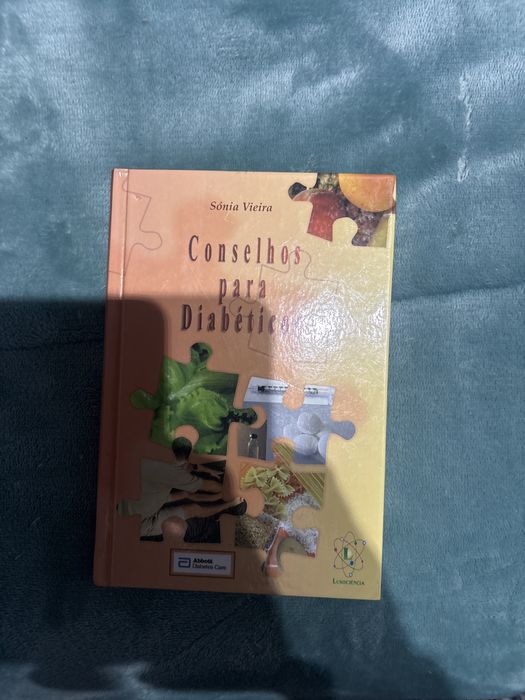 Sónia Vieira
Conselhos
para
Diabéticos
Abbott
Diabetes Care
L
LUSOCIÊNCIA